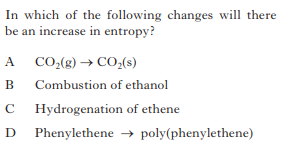 In which of the following changes will there
be an increase in entropy?
A CO₂(g) → CO₂(s)
B Combustion of ethanol
C Hydrogenation of ethene
D Phenylethene → poly(phenylethene)